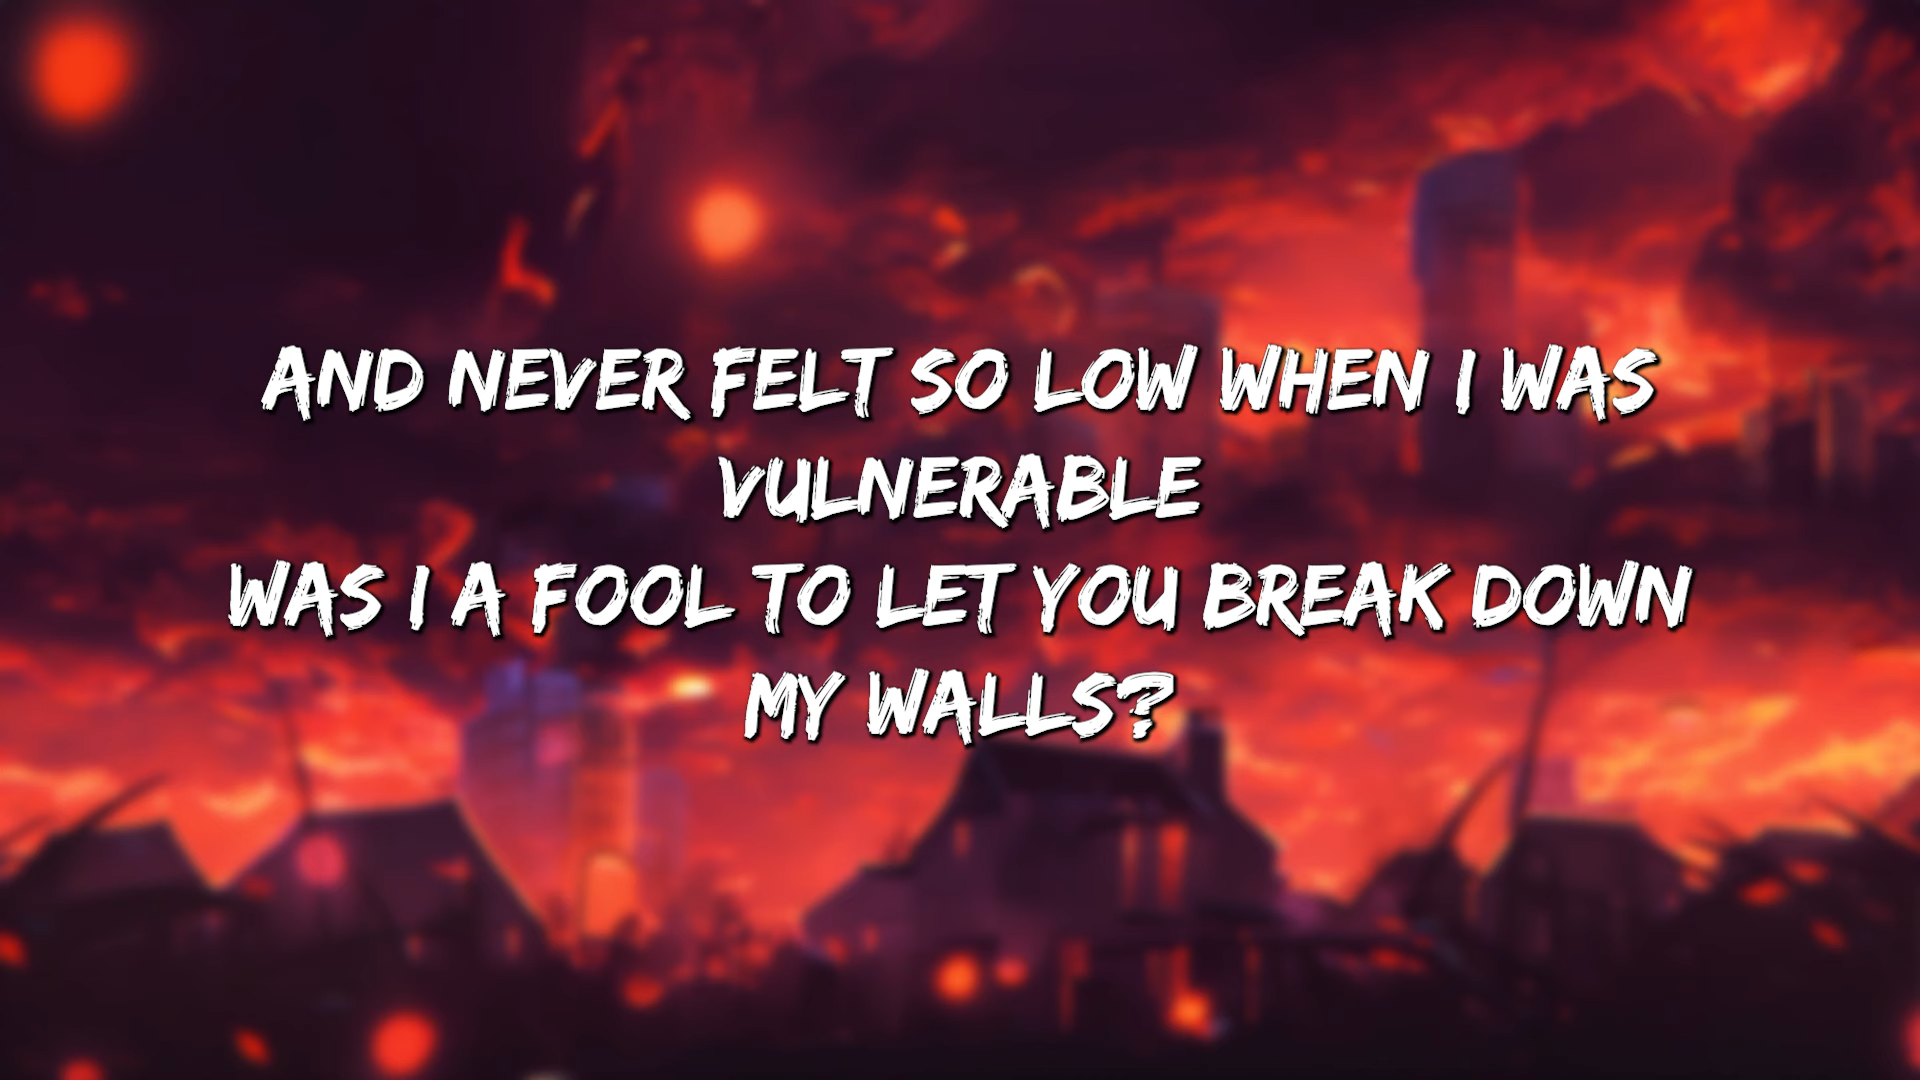 AND NEVER FELT SO LOW WHEN I WAS
VULNERABLE
WAS I A FOOL TO LET YOU BREAK DOWN
MY WALLS?